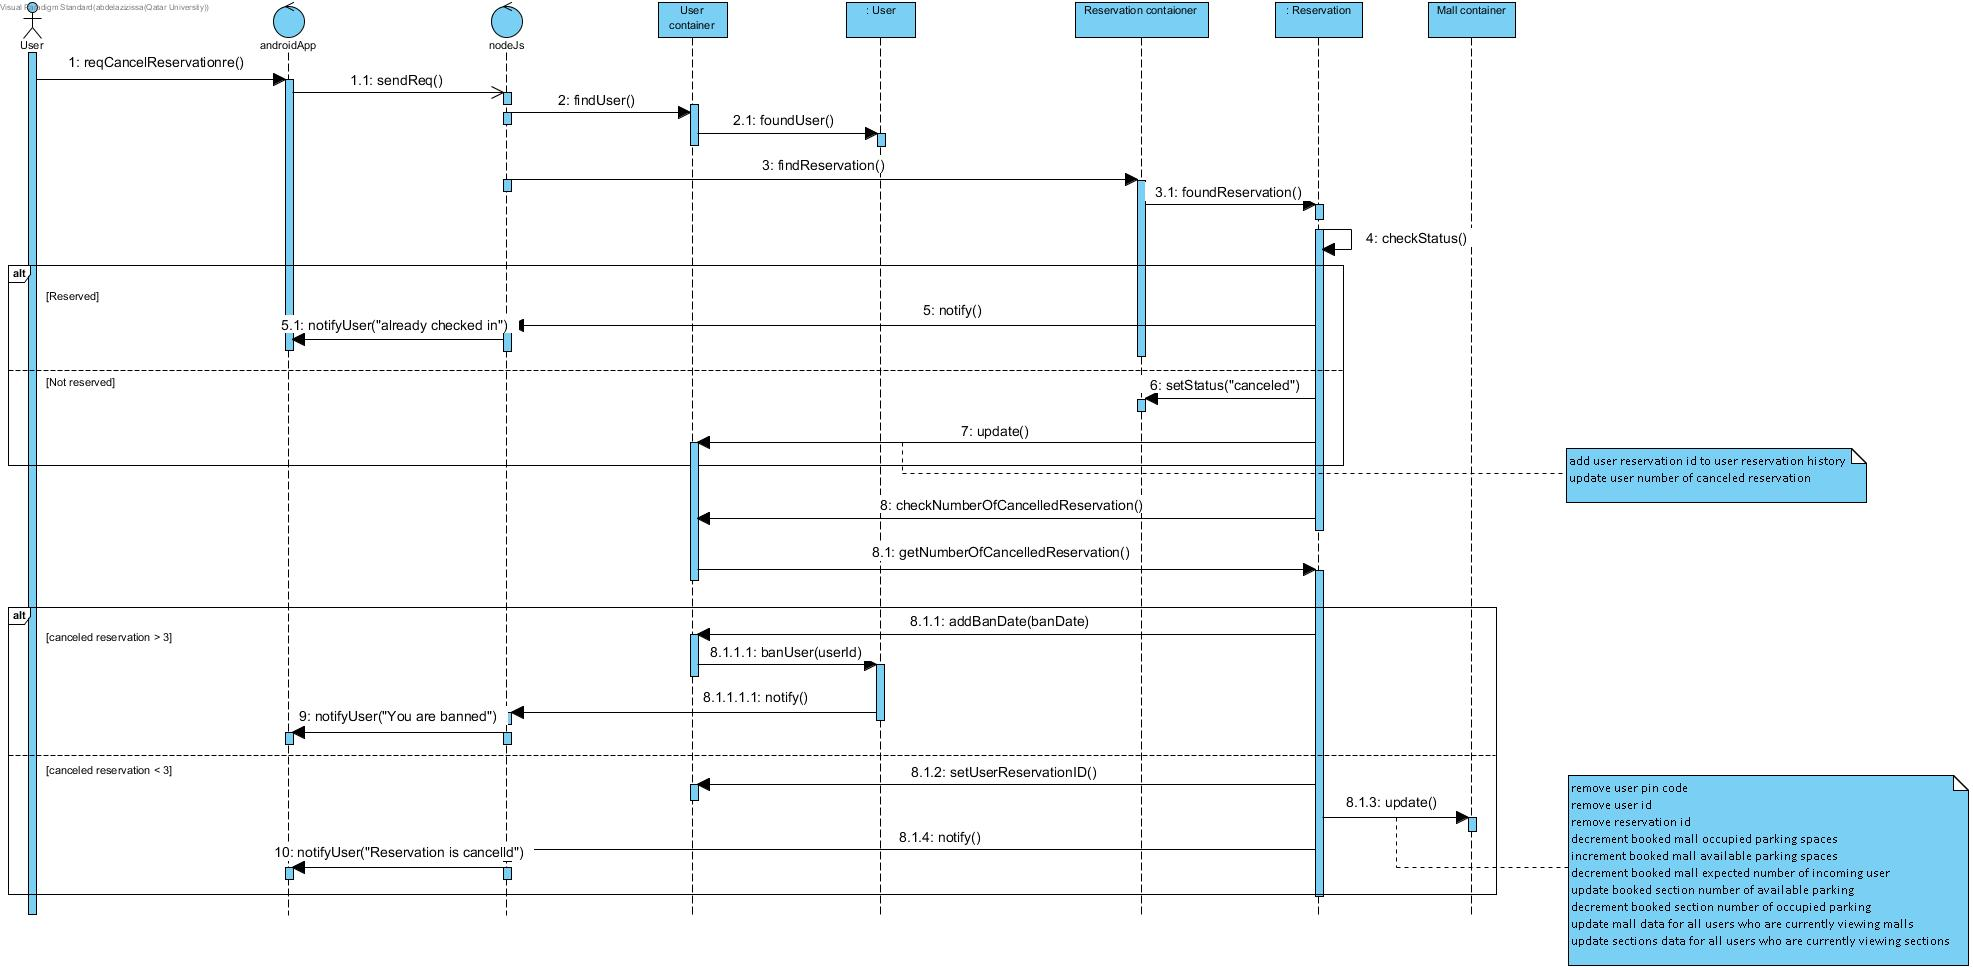 Visual Paradigm Standard(abdelazizissa(Qatar University))
User
androidApp
nodeJs
User
container
: User
Reservation contaioner
: Reservation
Mall container
1: reqCancelReservationre()
1.1: sendReq()
2: findUser()
2.1: foundUser()
3: findReservation()
3.1: foundReservation()
4: checkStatus()
alt
[Reserved]
5: notify()
5.1: notifyUser("already checked in")
[Not reserved]
6: setStatus("canceled")
7: update()
add user reservation id to user reservation history
update user number of canceled reservation
8: checkNumberOfCancelledReservation()
8.1: getNumberOfCancelledReservation()
alt
[canceled reservation > 3]
8.1.1: addBanDate(banDate)
8.1.1.1: banUser(userId)
8.1.1.1.1: notify()
9: notifyUser("You are banned")
[canceled reservation < 3]
8.1.2: setUserReservationID()
8.1.3: update()
8.1.4: notify()
10: notifyUser("Reservation is cancelld")
remove user pin code
remove user id
remove reservation id
decrement booked mall occupied parking spaces
increment booked mall available parking spaces
decrement booked mall expected number of incoming user
update booked section number of available parking
decrement booked section number of occupied parking
update mall data for all users who are currently viewing malls
update sections data for all users who are currently viewing sections